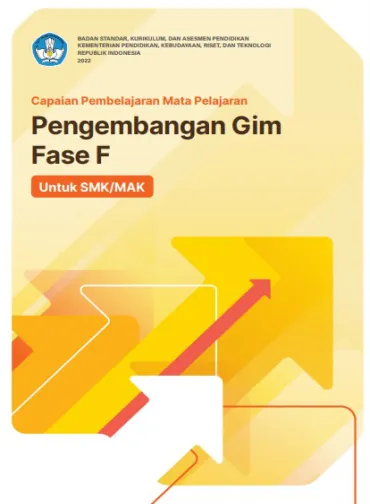 BADAN STANDAR, KURIKULUM, DAN ASESMEN PENDIDIKAN
KEMENTERIAN PENDIDIKAN, KEBUDAYAAN, RISET, DAN TEKNOLOGI
REPUBLIK INDONESIA
2022
Capaian Pembelajaran Mata Pelajaran
Pengembangan Gim
Fase F
Untuk SMK/MAK